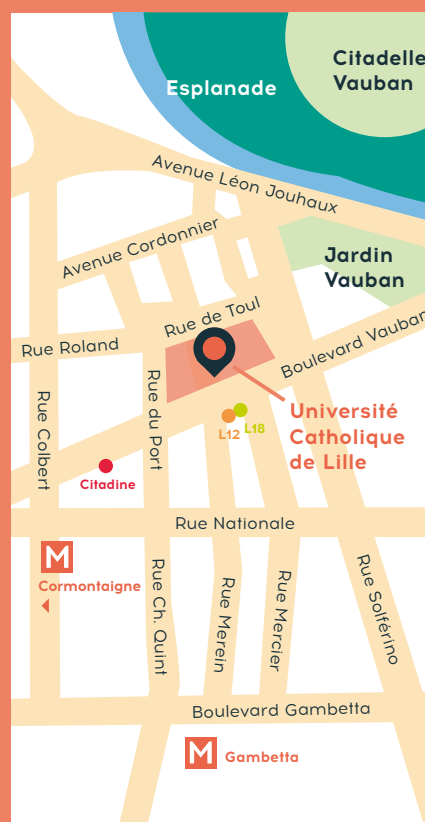 Citadelle
Vauban
Esplanade
Avenue Léon Jouhaux
Avenue Cordonnier
Jardin
Vauban
Rue de Toul
Boulevard Vauban
Rue Roland
Rue du Port
Rue Colbert
Université
Catholique
de Lille
L12
L18
Citadine
Rue Nationale
M
Cormontaigne
Rue Ch. Quint
Rue Merein
Rue Mercier
Rue Solférino
Boulevard Gambetta
M
Gambetta